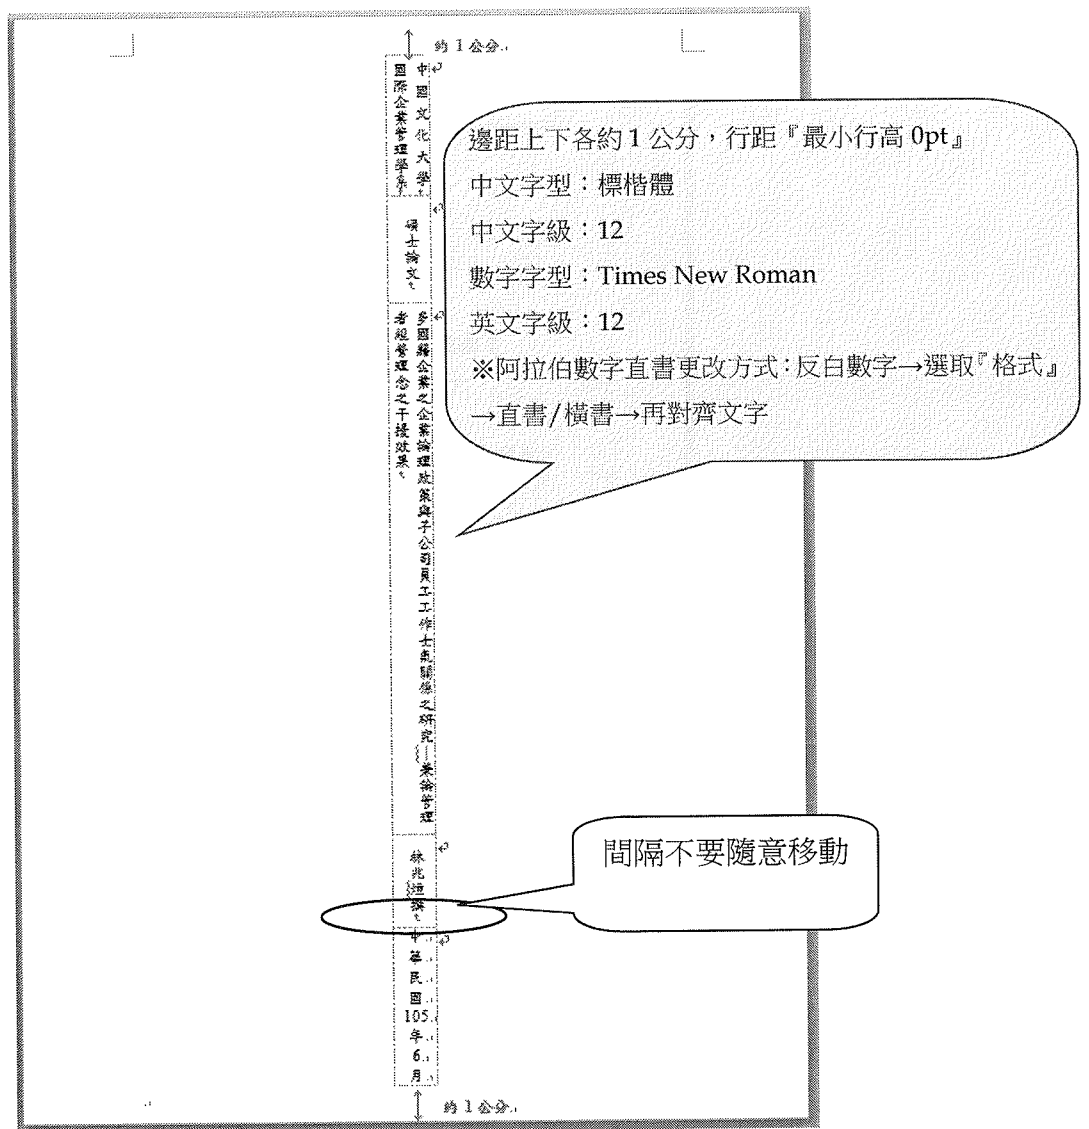 約 1 公分
中國文化大學
國際企業管理學系
碩士論文
多國籍企業之企業倫理政策與子公司員工工作士氣關係之研究—兼論管理
者經營理念之干擾效果
林兆
撰
中華民國105年6月
約 1 公分
邊距上下各約 1 公分，行距『最小行高 0pt』
中文字型：標楷體
中文字級：12
數字字型：Times New Roman
英文字級：12
※阿拉伯數字直書更改方式：反白數字→選取『格式』
→直書/橫書→再對齊文字
間隔不要隨意移動